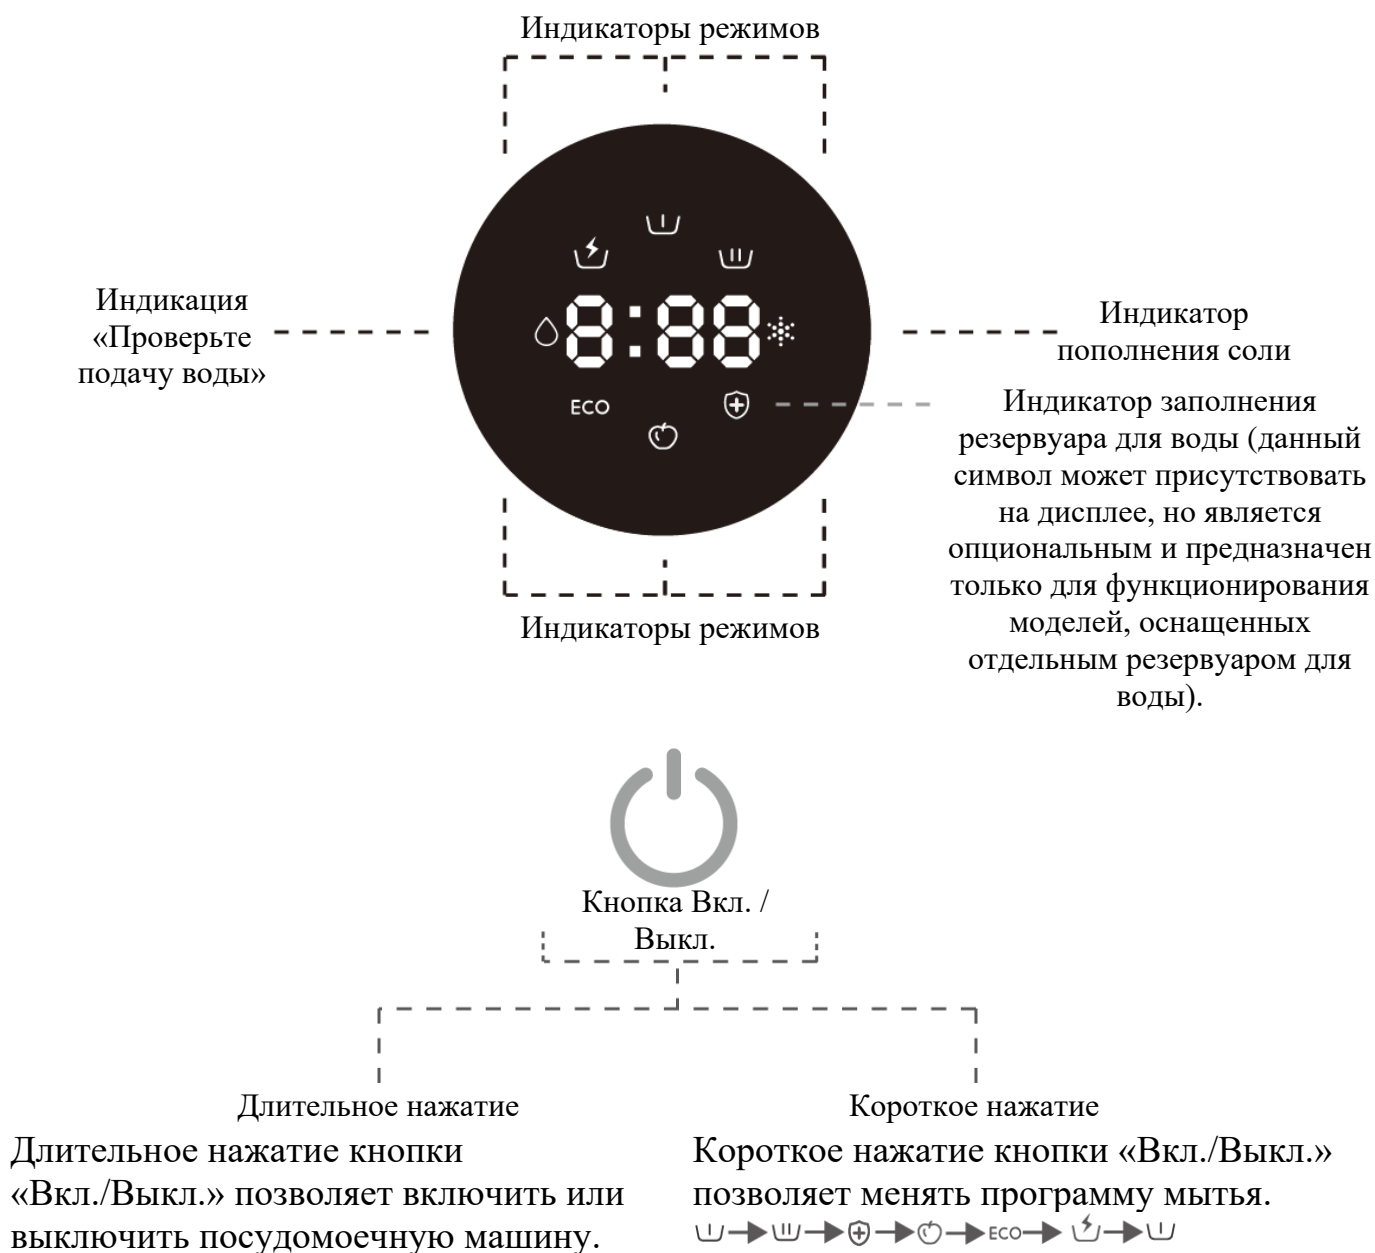 Индикаторы режимов
8:88
ECO
Индикация
«Проверьте
подачу воды»
Индикатор
пополнения соли
Индикатор заполнения
резервуара для воды (данный
символ может присутствовать
на дисплее, но является
опциональным и предназначен
только для функционирования
моделей, оснащенных
отдельным резервуаром для
воды).
Индикаторы режимов
Кнопка Вкл. /
Выкл.
Длительное нажатие
Длительное нажатие кнопки
«Вкл./Выкл.» позволяет включить или
выключить посудомоечную машину.
Короткое нажатие
Короткое нажатие кнопки «Вкл./Выкл.»
позволяет менять программу мытья.
ECO